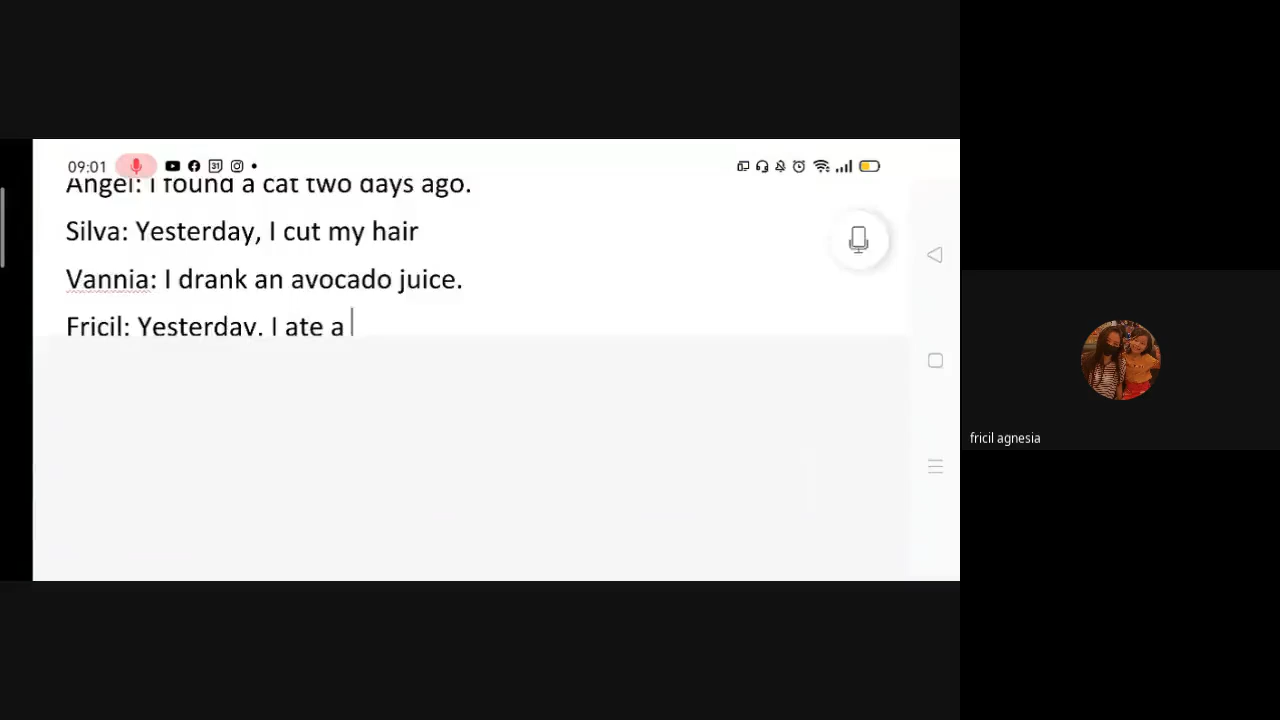 09:01
31
Angel: I found a cat two days ago.
Silva: Yesterday, I cut my hair
Vannia: I drank an avocado juice.
Fricil: Yesterday, I ate a
fricil agnesia